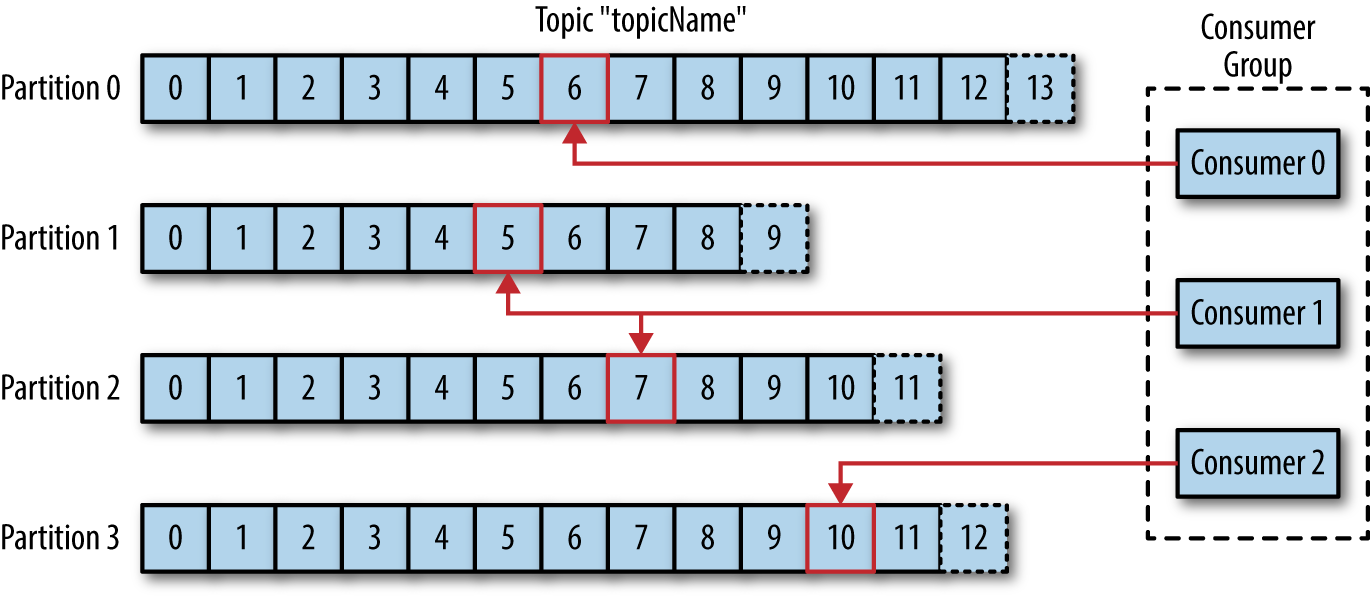 Topic "topicName"
Consumer
Group
Partition 0 0 1 2 3 4 5 6 7 8 9 10 11 12 13
Consumer 0
Partition 1 0 1 2 3 4 5 6 7 8 9
Consumer 1
Partition 2 0 1 2 3 4 5 6 7 8 9 10 11
Consumer 2
Partition 3 0 1 2 3 4 5 6 7 8 9 10 11 12